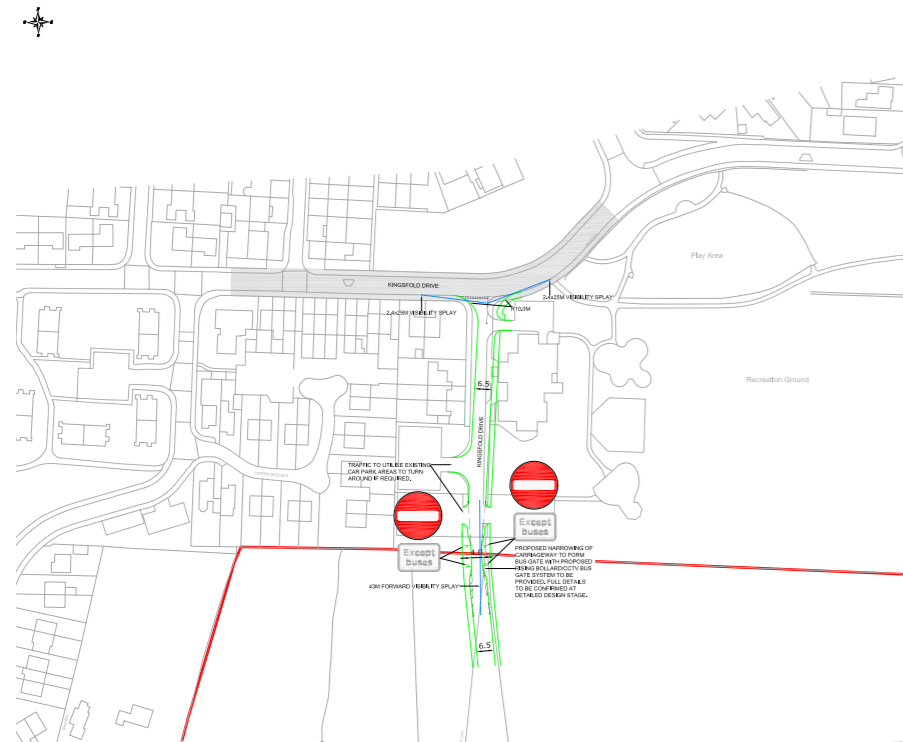 Play Area
KINGSFOLD DRIVE
2.4x25M VISIBILITY SPLAY
R10.0M
2.4x25M VISIBILITY SPLAY
Recreation Ground
6.5
KINGSFOLD DRIVE
TRAFFIC TO UTILISE EXISTING
CAR PARK AREAS TO TURN
AROUND IF REQUIRED.
Except
buses
Except
buses
4.0
PROPOSED NARROWING OF
CARRIAGEWAY TO FORM
BUS GATE WITH PROPOSED
RISING BOLLARD/CCTV BUS
GATE SYSTEM TO BE
PROVIDED, FULL DETAILS
TO BE CONFIRMED AT
DETAILED DESIGN STAGE.
43M FORWARD VISIBILITY SPLAY
6.5